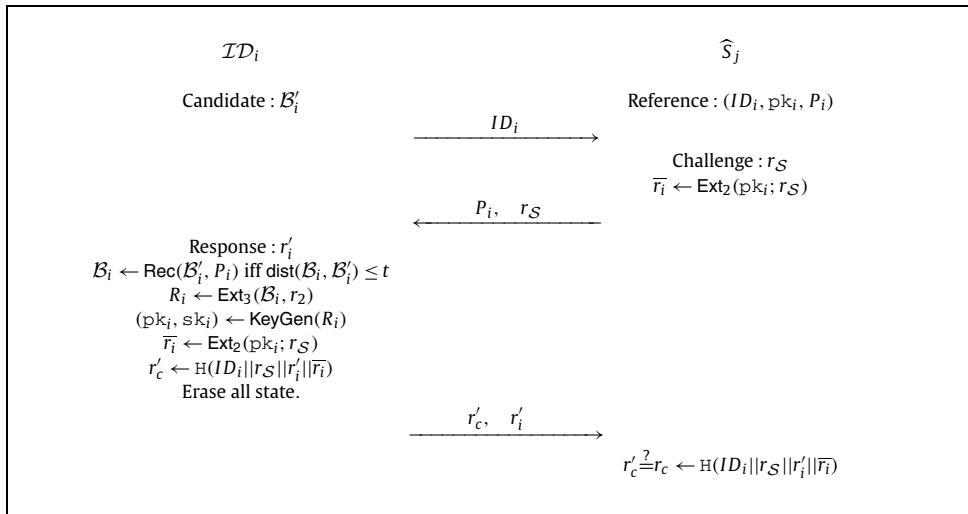 𝓘𝓓ᵢ Ŝⱼ
Candidate : 𝓑′ᵢ Reference : (IDᵢ, pkᵢ, Pᵢ)
IDᵢ
Challenge : r_𝓢
r̅ᵢ ← Ext₂(pkᵢ; r_𝓢)
Pᵢ, r_𝓢
Response : r′ᵢ
𝓑ᵢ ← Rec(𝓑′ᵢ, Pᵢ) iff dist(𝓑ᵢ, 𝓑′ᵢ) ≤ t
Rᵢ ← Ext₃(𝓑ᵢ, r₂)
(pkᵢ, skᵢ) ← KeyGen(Rᵢ)
r̅ᵢ ← Ext₂(pkᵢ; r_𝓢)
r′_c ← H(IDᵢ||r_𝓢||r′ᵢ||r̅ᵢ)
Erase all state.
r′_c, r′ᵢ
r′_c ≟ r_c ← H(IDᵢ||r_𝓢||r′ᵢ||r̅ᵢ)